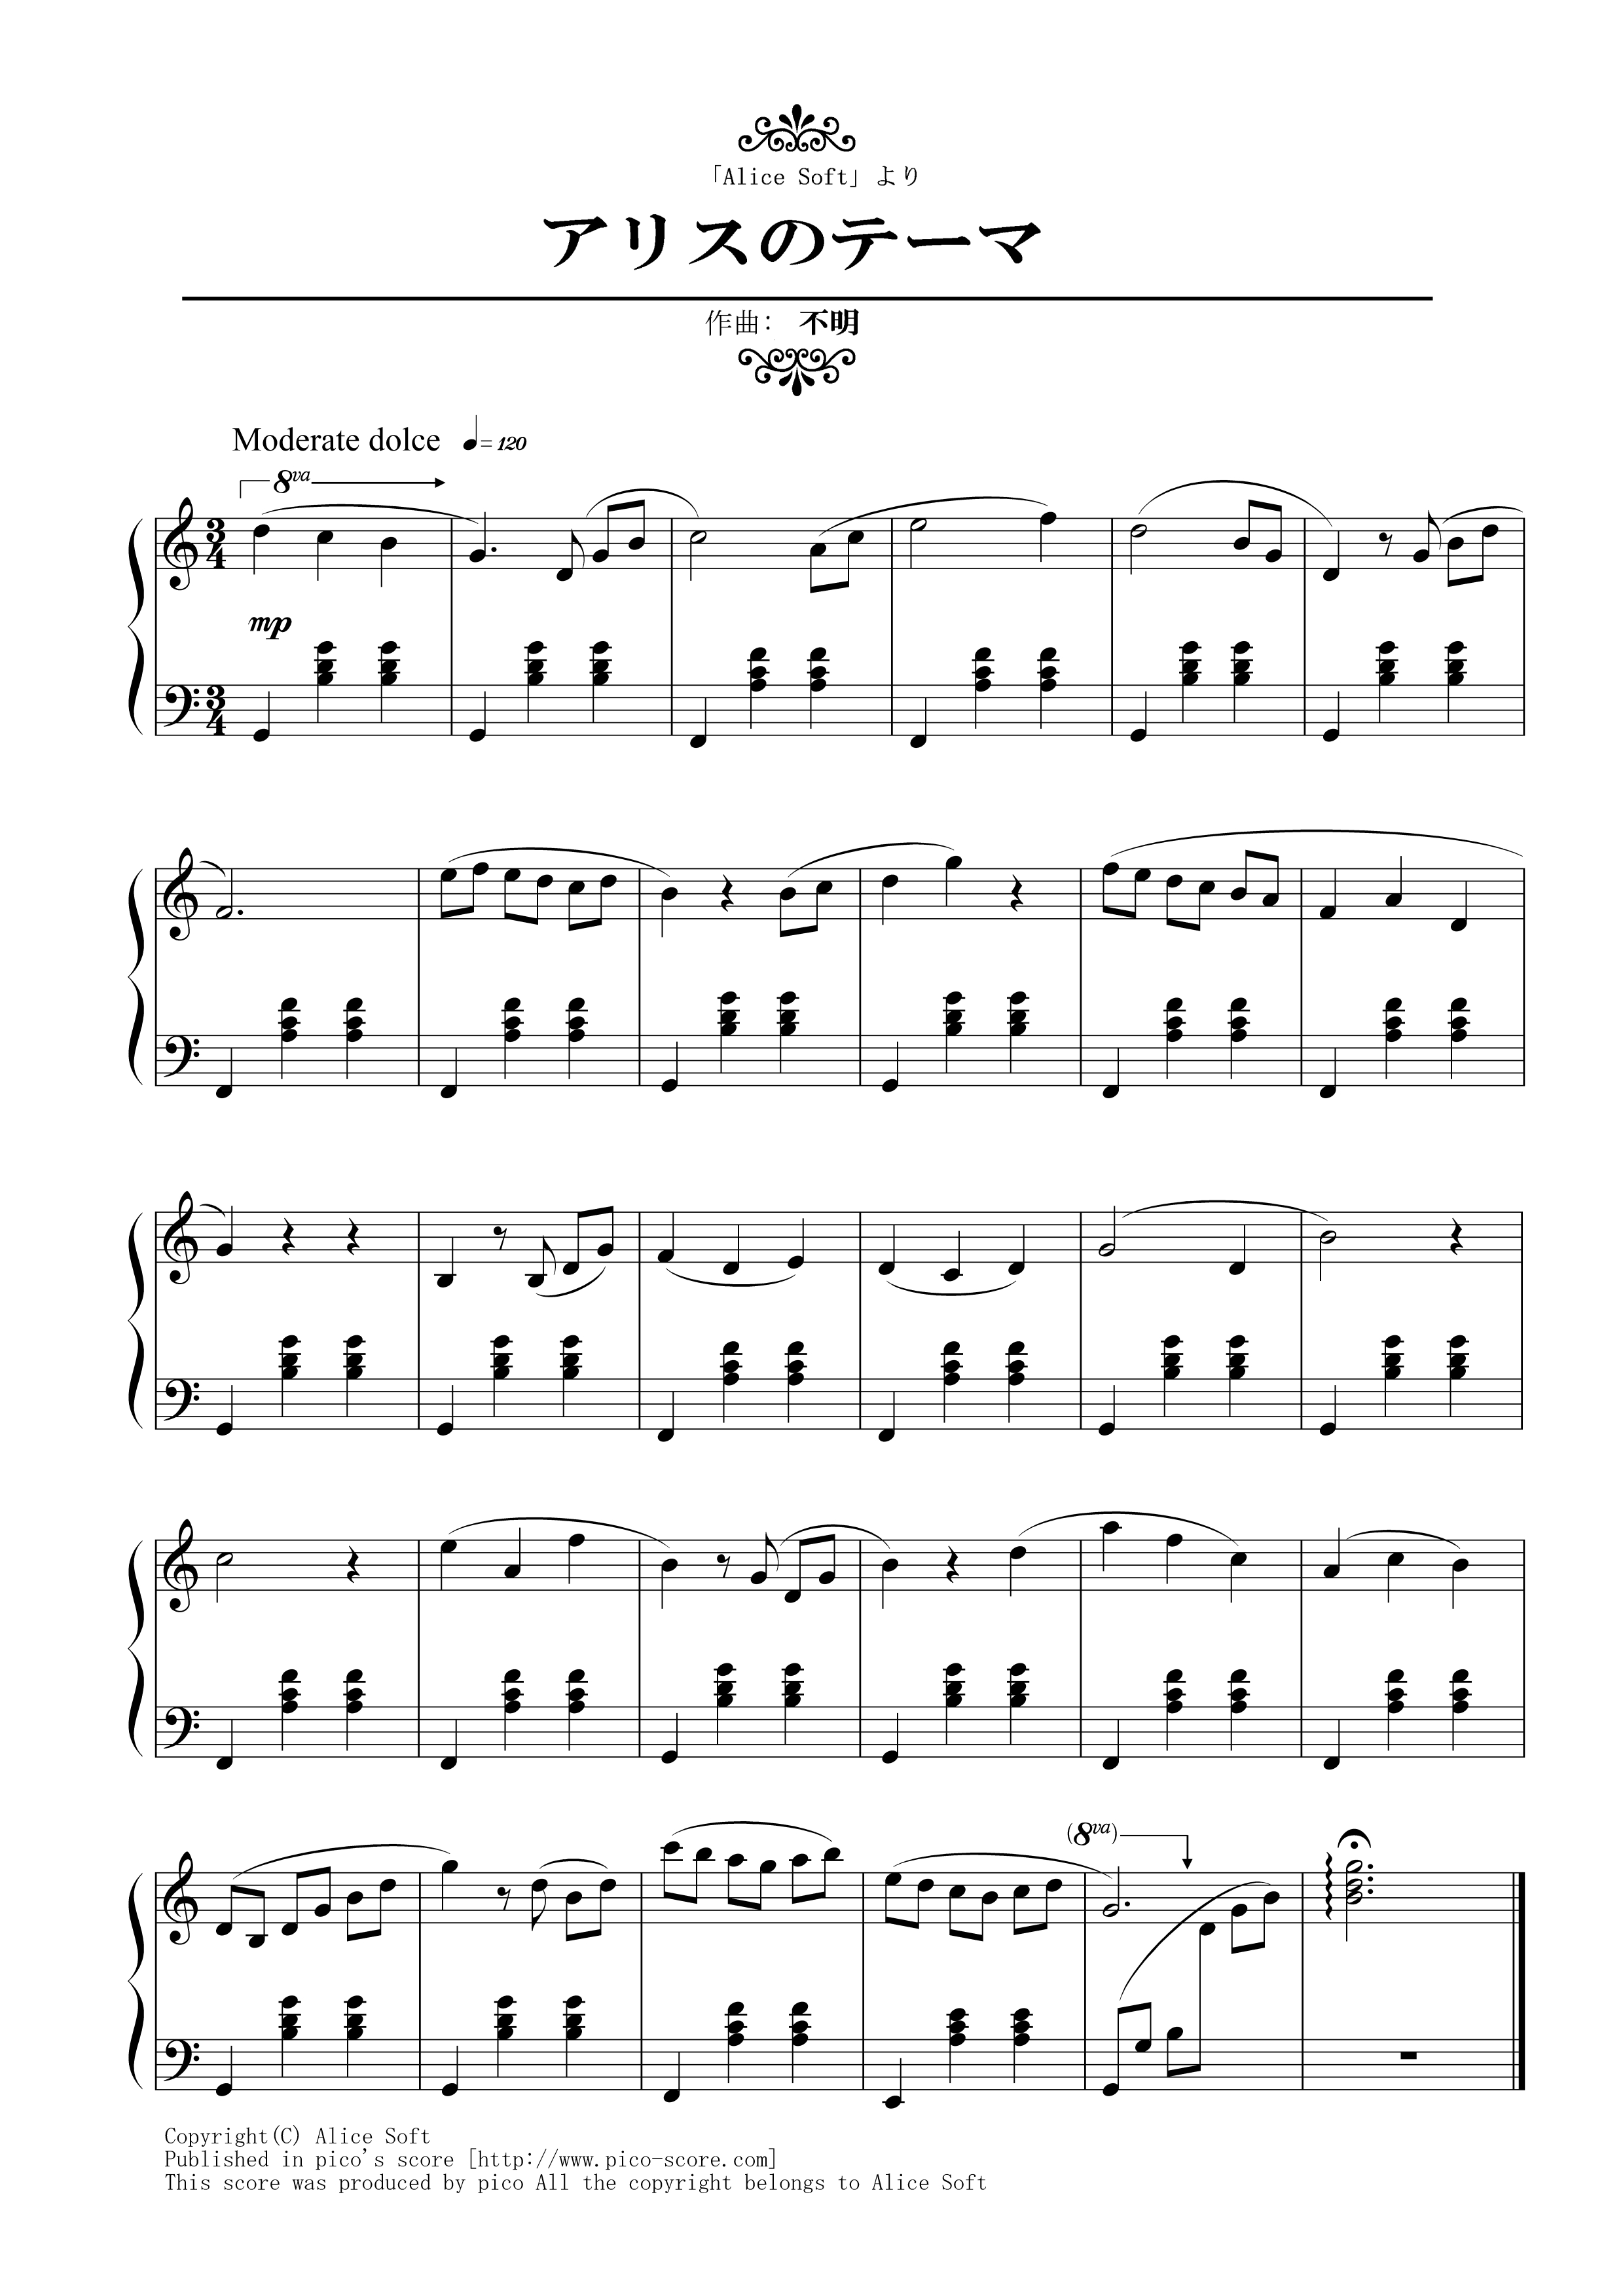 「Alice Soft」より
アリスのテーマ
作曲: 不明
Moderate dolce ♩= 120
8va
3/4
mp
3/4
(8va)
Copyright(C) Alice Soft
Published in pico's score [http://www.pico-score.com]
This score was produced by pico All the copyright belongs to Alice Soft